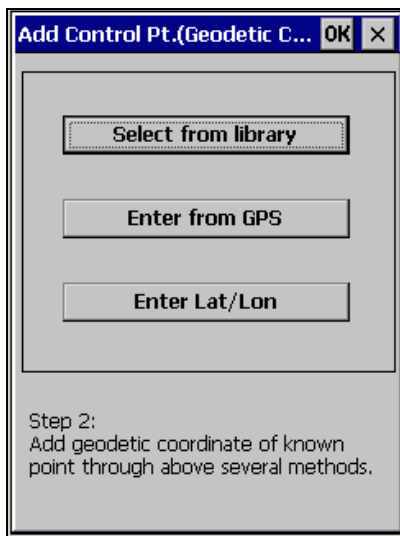 Add Control Pt.(Geodetic C... OK ×
Select from library
Enter from GPS
Enter Lat/Lon
Step 2:
Add geodetic coordinate of known
point through above several methods.